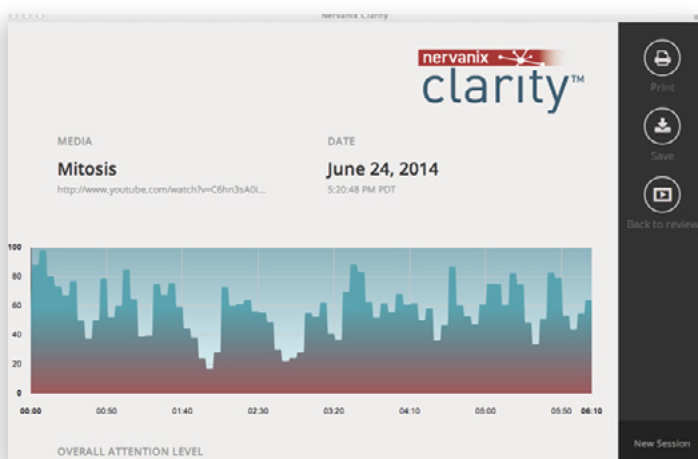 Nervanix Clarity
nervanix
clarity™
Print
Save
Back to review
MEDIA
DATE
Mitosis
June 24, 2014
http://www.youtube.com/watch?v=C6hn3sA0i...
5:20:48 PM PDT
100
80
60
40
20
0
00:00 00:50 01:40 02:30 03:20 04:10 05:00 05:50 06:10
OVERALL ATTENTION LEVEL
New Session